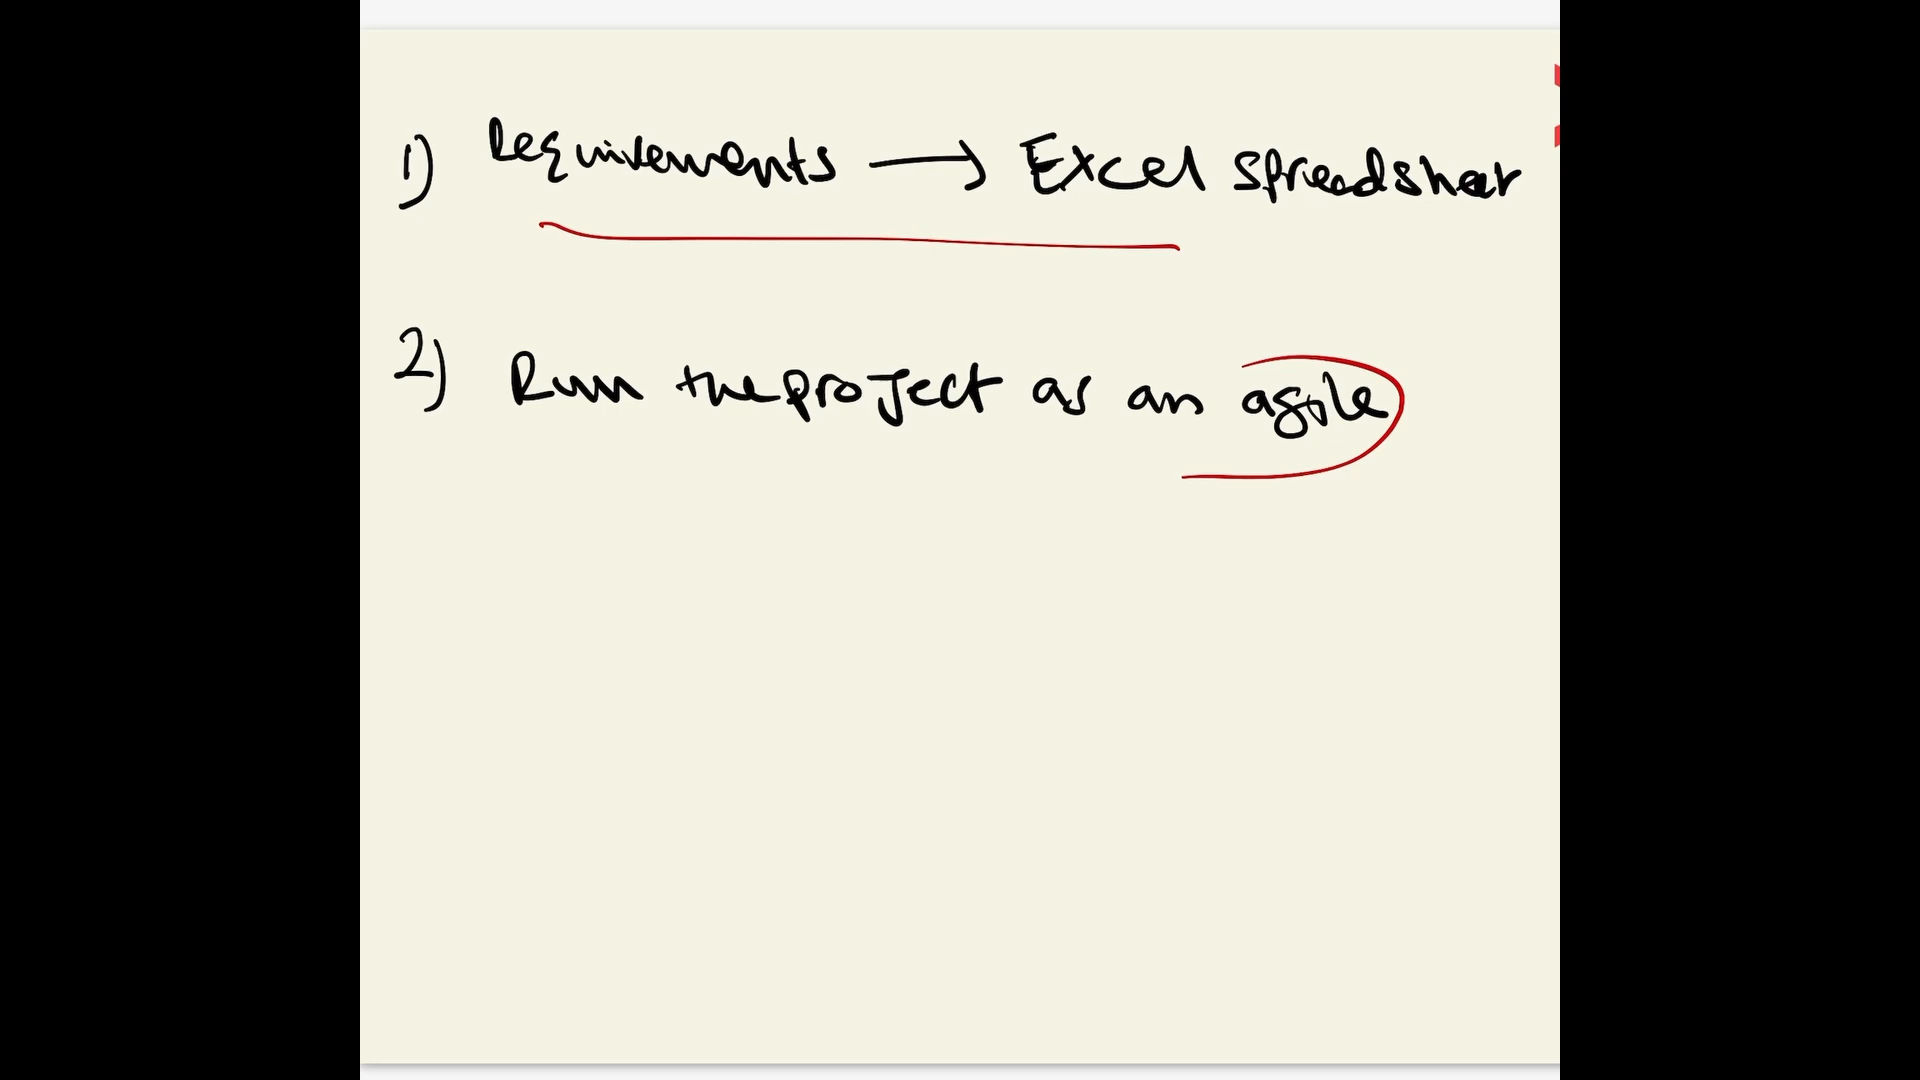 1) Requirements → Excel spreadsheet
2) Run the project as an agile